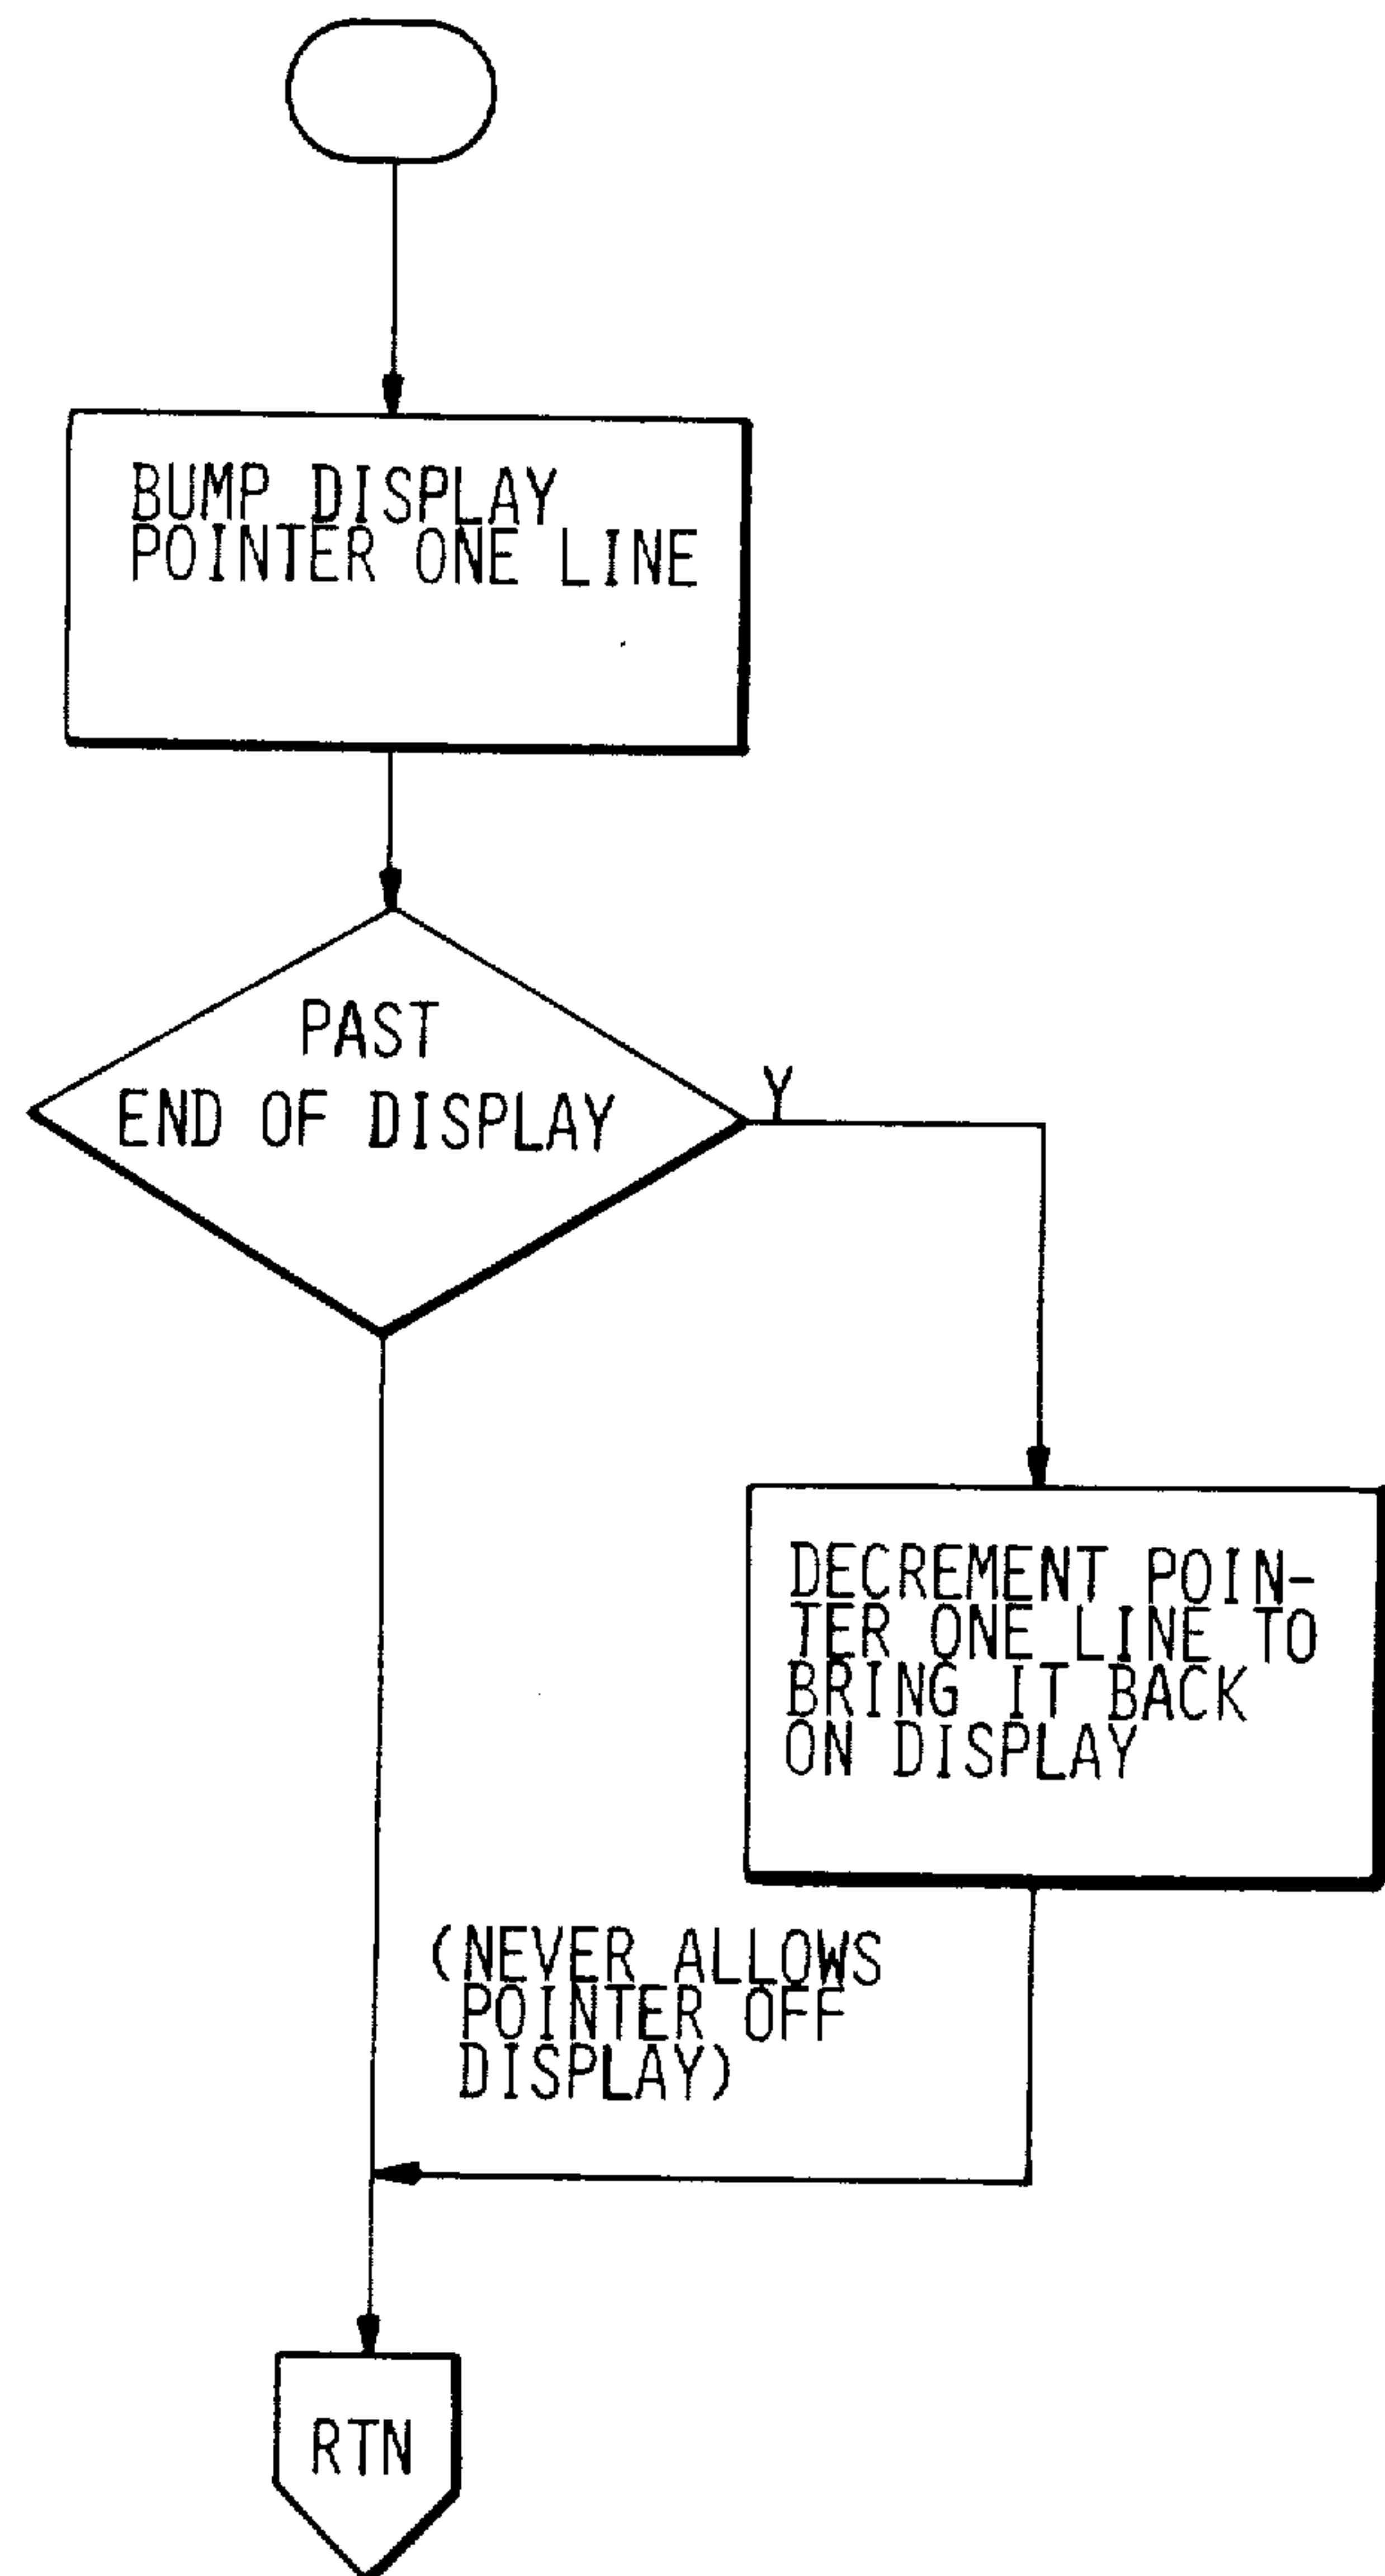 BUMP DISPLAY
POINTER ONE LINE
PAST
END OF DISPLAY
Y
DECREMENT POIN-
TER ONE LINE TO
BRING IT BACK
ON DISPLAY
(NEVER ALLOWS
POINTER OFF
DISPLAY)
RTN